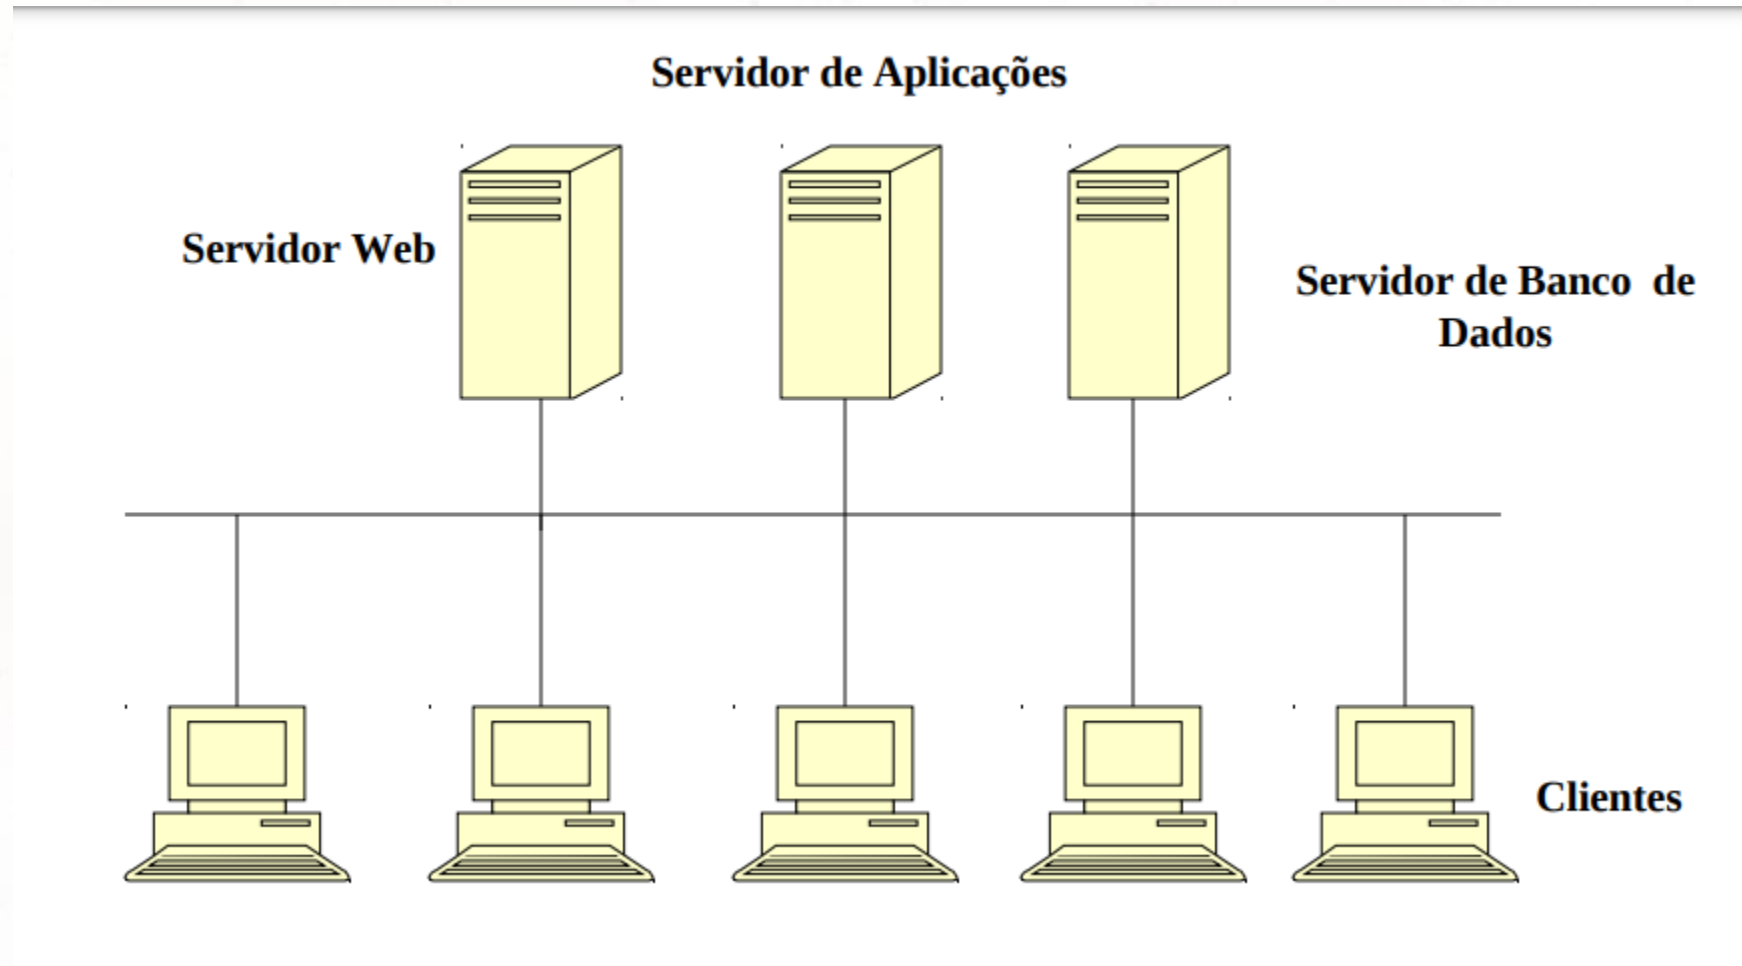 Servidor de Aplicações
Servidor Web
Servidor de Banco  de
Dados
Clientes